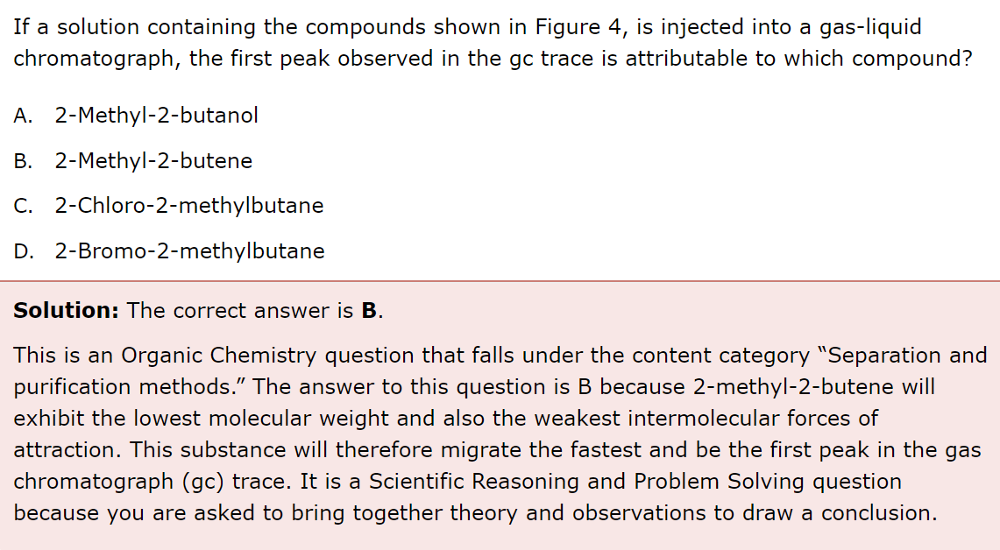 If a solution containing the compounds shown in Figure 4, is injected into a gas-liquid
chromatograph, the first peak observed in the gc trace is attributable to which compound?
A. 2-Methyl-2-butanol
B. 2-Methyl-2-butene
C. 2-Chloro-2-methylbutane
D. 2-Bromo-2-methylbutane
Solution: The correct answer is B.
This is an Organic Chemistry question that falls under the content category “Separation and
purification methods.” The answer to this question is B because 2-methyl-2-butene will
exhibit the lowest molecular weight and also the weakest intermolecular forces of
attraction. This substance will therefore migrate the fastest and be the first peak in the gas
chromatograph (gc) trace. It is a Scientific Reasoning and Problem Solving question
because you are asked to bring together theory and observations to draw a conclusion.